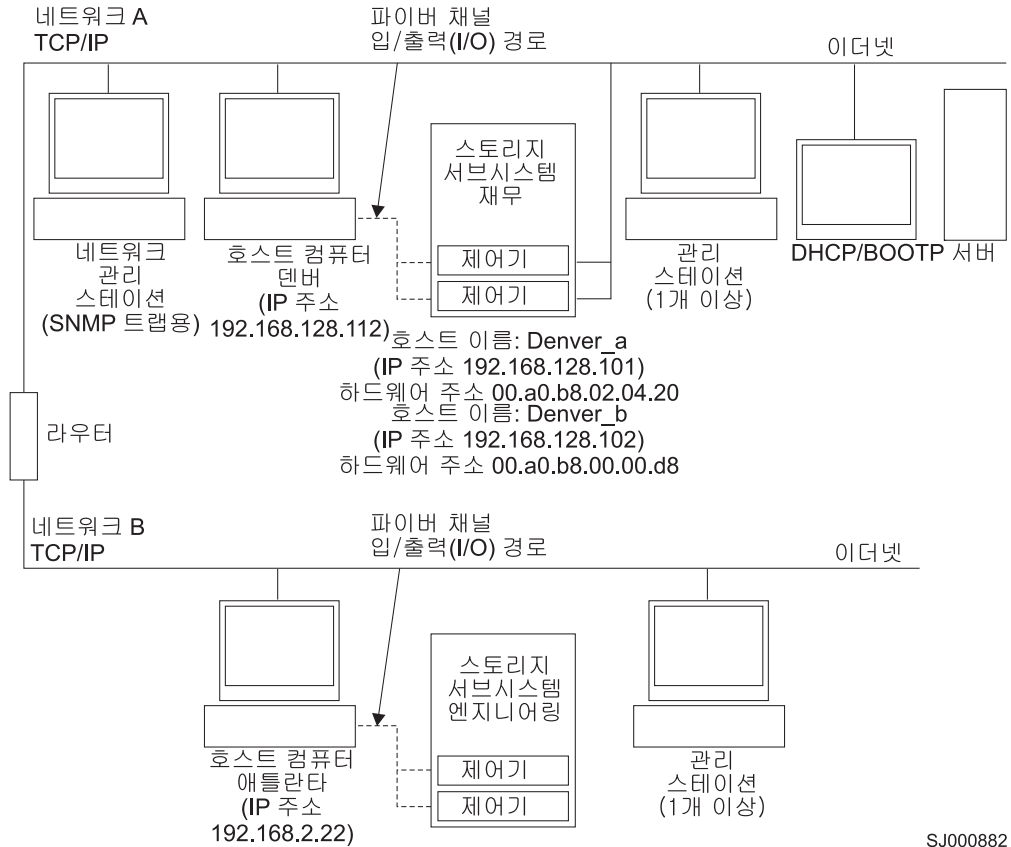 네트워크 A
TCP/IP
파이버 채널
입/출력(I/O) 경로
이더넷
스토리지
서브시스템
재무
제어기
제어기
네트워크
관리
스테이션
(SNMP 트랩용)
호스트 컴퓨터
덴버
(IP 주소
192.168.128.112)
관리
스테이션
(1개 이상)
DHCP/BOOTP 서버
호스트 이름: Denver_a
(IP 주소 192.168.128.101)
하드웨어 주소 00.a0.b8.02.04.20
호스트 이름: Denver_b
(IP 주소 192.168.128.102)
하드웨어 주소 00.a0.b8.00.00.d8
라우터
네트워크 B
TCP/IP
파이버 채널
입/출력(I/O) 경로
이더넷
스토리지
서브시스템
엔지니어링
제어기
제어기
호스트 컴퓨터
애틀란타
(IP 주소
192.168.2.22)
관리
스테이션
(1개 이상)
SJ000882